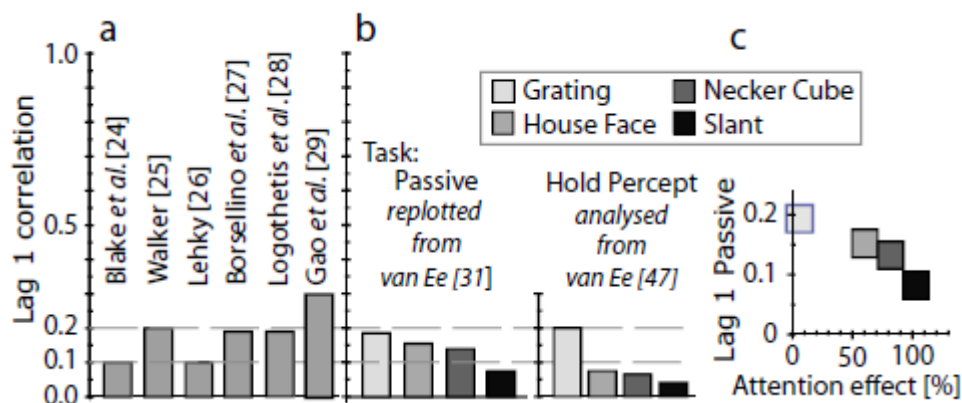 a
b
c
1.0
0.5
0.2
0.1
0.0
Lag 1 correlation
Blake et al. [24]
Walker [25]
Lehky [26]
Borsellino et al. [27]
Logothetis et al. [28]
Gao et al. [29]
Grating
Necker Cube
House Face
Slant
Task:
Passive
replotted
from
van Ee [31]
Hold Percept
analysed
from
van Ee [47]
Lag 1 Passive
0.2
0.1
0
0
50
100
Attention effect [%]